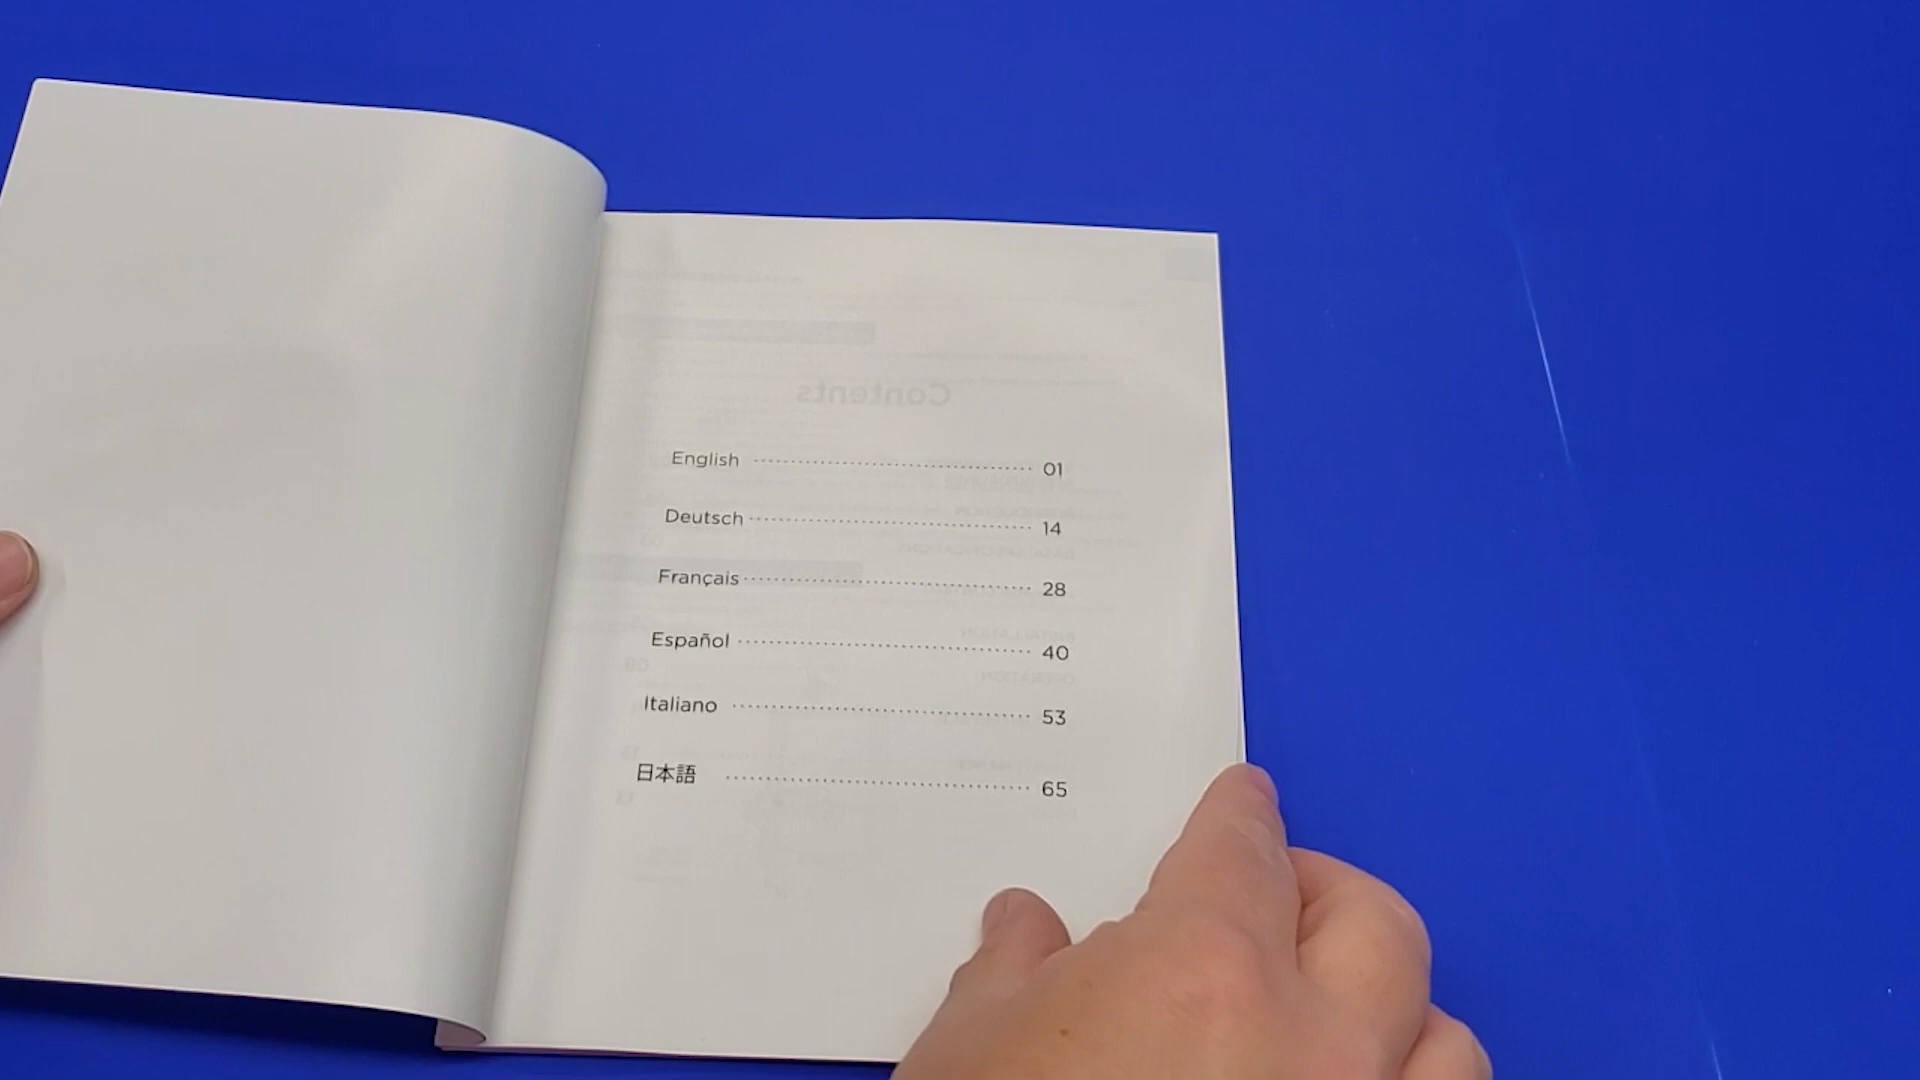 English ........ 01
Deutsch ........ 14
Français ........ 28
Español ........ 40
Italiano ........ 53
日本語 ........ 65